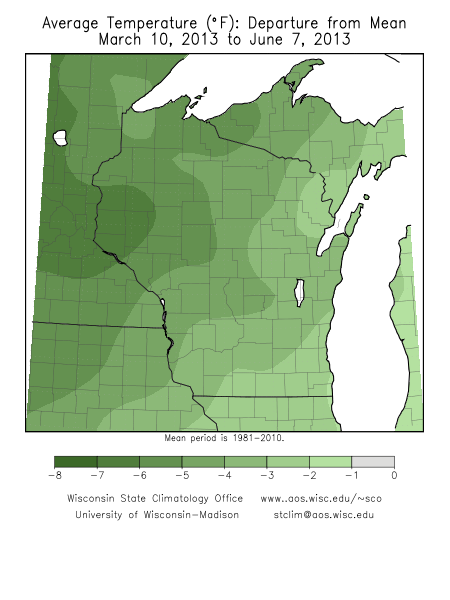 Average Temperature (°F): Departure from Mean
March 10, 2013 to June 7, 2013
Mean period is 1981-2010.
-8 -7 -6 -5 -4 -3 -2 -1 0
Wisconsin State Climatology Office www..aos.wisc.edu/~sco
University of Wisconsin-Madison stclim@aos.wisc.edu